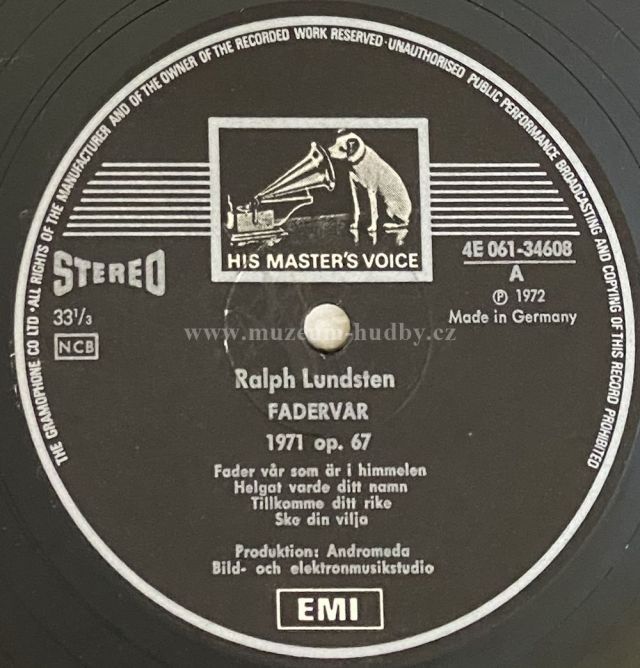 THE GRAMOPHONE CO LTD · ALL RIGHTS OF THE MANUFACTURER AND OF THE OWNER OF THE RECORDED WORK RESERVED · UNAUTHORISED PUBLIC PERFORMANCE BROADCASTING AND COPYING OF THIS RECORD PROHIBITED
HIS MASTER'S VOICE
STEREO
33 1/3
NCB
4E 061-34608
A
℗ 1972
Made in Germany
www.muzeum-hudby.cz
Ralph Lundsten
FADERVÅR
1971 op. 67
Fader vår som är i himmelen
Helgat varde ditt namn
Tillkomme ditt rike
Ske din vilja
Produktion: Andromeda
Bild- och elektronmusikstudio
EMI